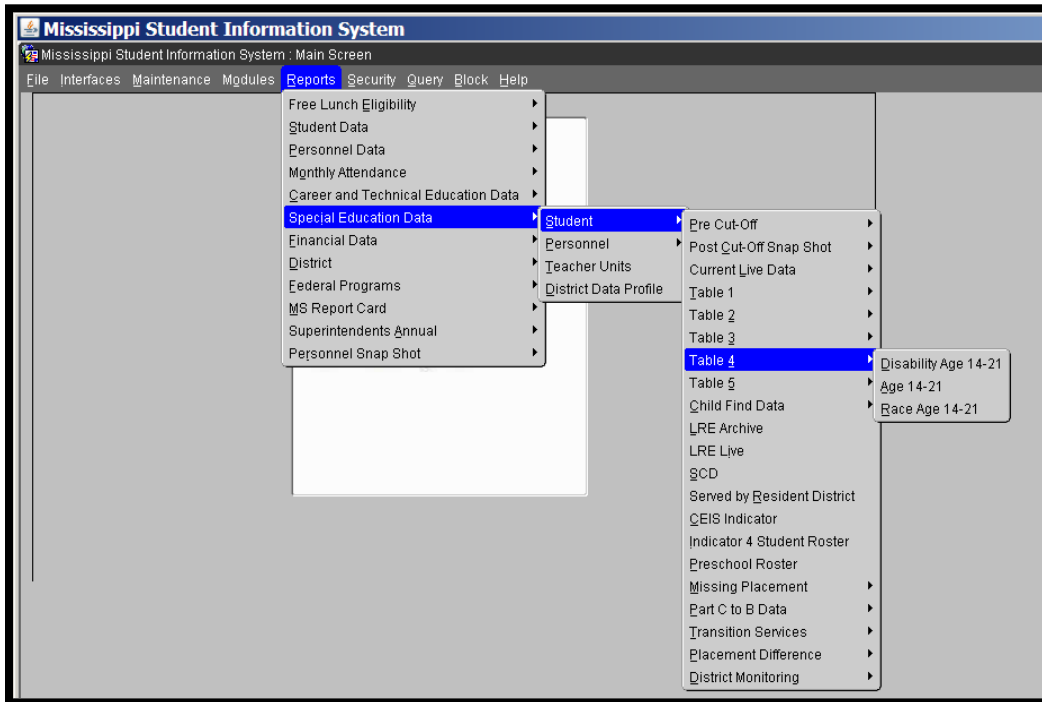 Mississippi Student Information System
Mississippi Student Information System : Main Screen
File Interfaces Maintenance Modules Reports Security Query Block Help
Free Lunch Eligibility
Student Data
Personnel Data
Monthly Attendance
Career and Technical Education Data
Special Education Data
Financial Data
District
Federal Programs
MS Report Card
Superintendents Annual
Personnel Snap Shot
Student
Personnel
Teacher Units
District Data Profile
Pre Cut-Off
Post Cut-Off Snap Shot
Current Live Data
Table 1
Table 2
Table 3
Table 4
Table 5
Child Find Data
LRE Archive
LRE Live
SCD
Served by Resident District
CEIS Indicator
Indicator 4 Student Roster
Preschool Roster
Missing Placement
Part C to B Data
Transition Services
Placement Difference
District Monitoring
Disability Age 14-21
Age 14-21
Race Age 14-21